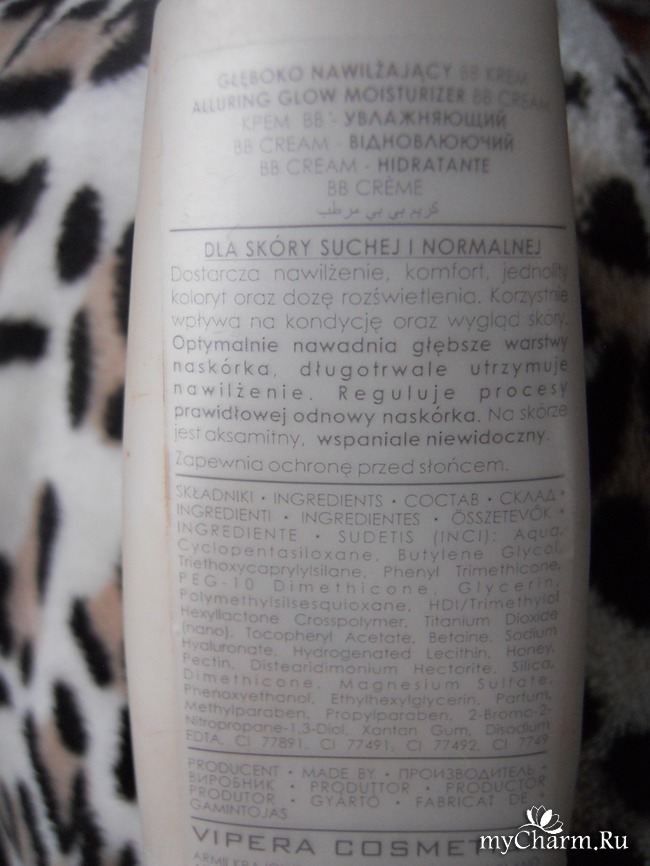 GŁĘBOKO NAWILŻAJĄCY BB KREM
ALLURING GLOW MOISTURIZER BB CREAM
КРЕМ BB - УВЛАЖНЯЮЩИЙ
BB CREAM - ВІДНОВЛЮЮЧИЙ
BB CREAM - HIDRATANTE
BB CRÈME
كريم بي بي مرطب
DLA SKÓRY SUCHEJ I NORMALNEJ
Dostarcza nawilżenie, komfort, jednolity
koloryt oraz dozę rozświetlenia. Korzystnie
wpływa na kondycję oraz wygląd skóry.
Optymalnie nawadnia głębsze warstwy
naskórka, długotrwale utrzymuje
nawilżenie. Reguluje procesy
prawidłowej odnowy naskórka. Na skórze
jest aksamitny, wspaniale niewidoczny.
Zapewnia ochronę przed słońcem.
SKŁADNIKI • INGREDIENTS • СОСТАВ • СКЛАД •
INGREDIENTI • INGREDIENTES • ÖSSZETEVŐK •
INGREDIENTE • SUDETIS (INCI): Aqua,
Cyclopentasiloxane, Butylene Glycol,
Triethoxycaprylylsilane, Phenyl Trimethicone,
PEG-10 Dimethicone, Glycerin,
Polymethylsilsesquioxane, HDI/Trimethylol
Hexyllactone Crosspolymer, Titanium Dioxide
(nano), Tocopheryl Acetate, Betaine, Sodium
Hyaluronate, Hydrogenated Lecithin, Honey,
Pectin, Distearidimonium Hectorite, Silica,
Dimethicone, Magnesium Sulfate,
Phenoxyethanol, Ethylhexylglycerin, Parfum,
Methylparaben, Propylparaben, 2-Bromo-2-
Nitropropane-1,3-Diol, Xantan Gum, Disodium
EDTA, CI 77891, CI 77491, CI 77492, CI 7749
PRODUCENT • MADE BY • ПРОИЗВОДИТЕЛЬ •
ВИРОБНИК • PRODUTTOR • PRODUCTOR
PRODUTOR • GYÁRTÓ • FABRICAT DE •
GAMINTOJAS
VIPERA COSMET
myCharm.Ru